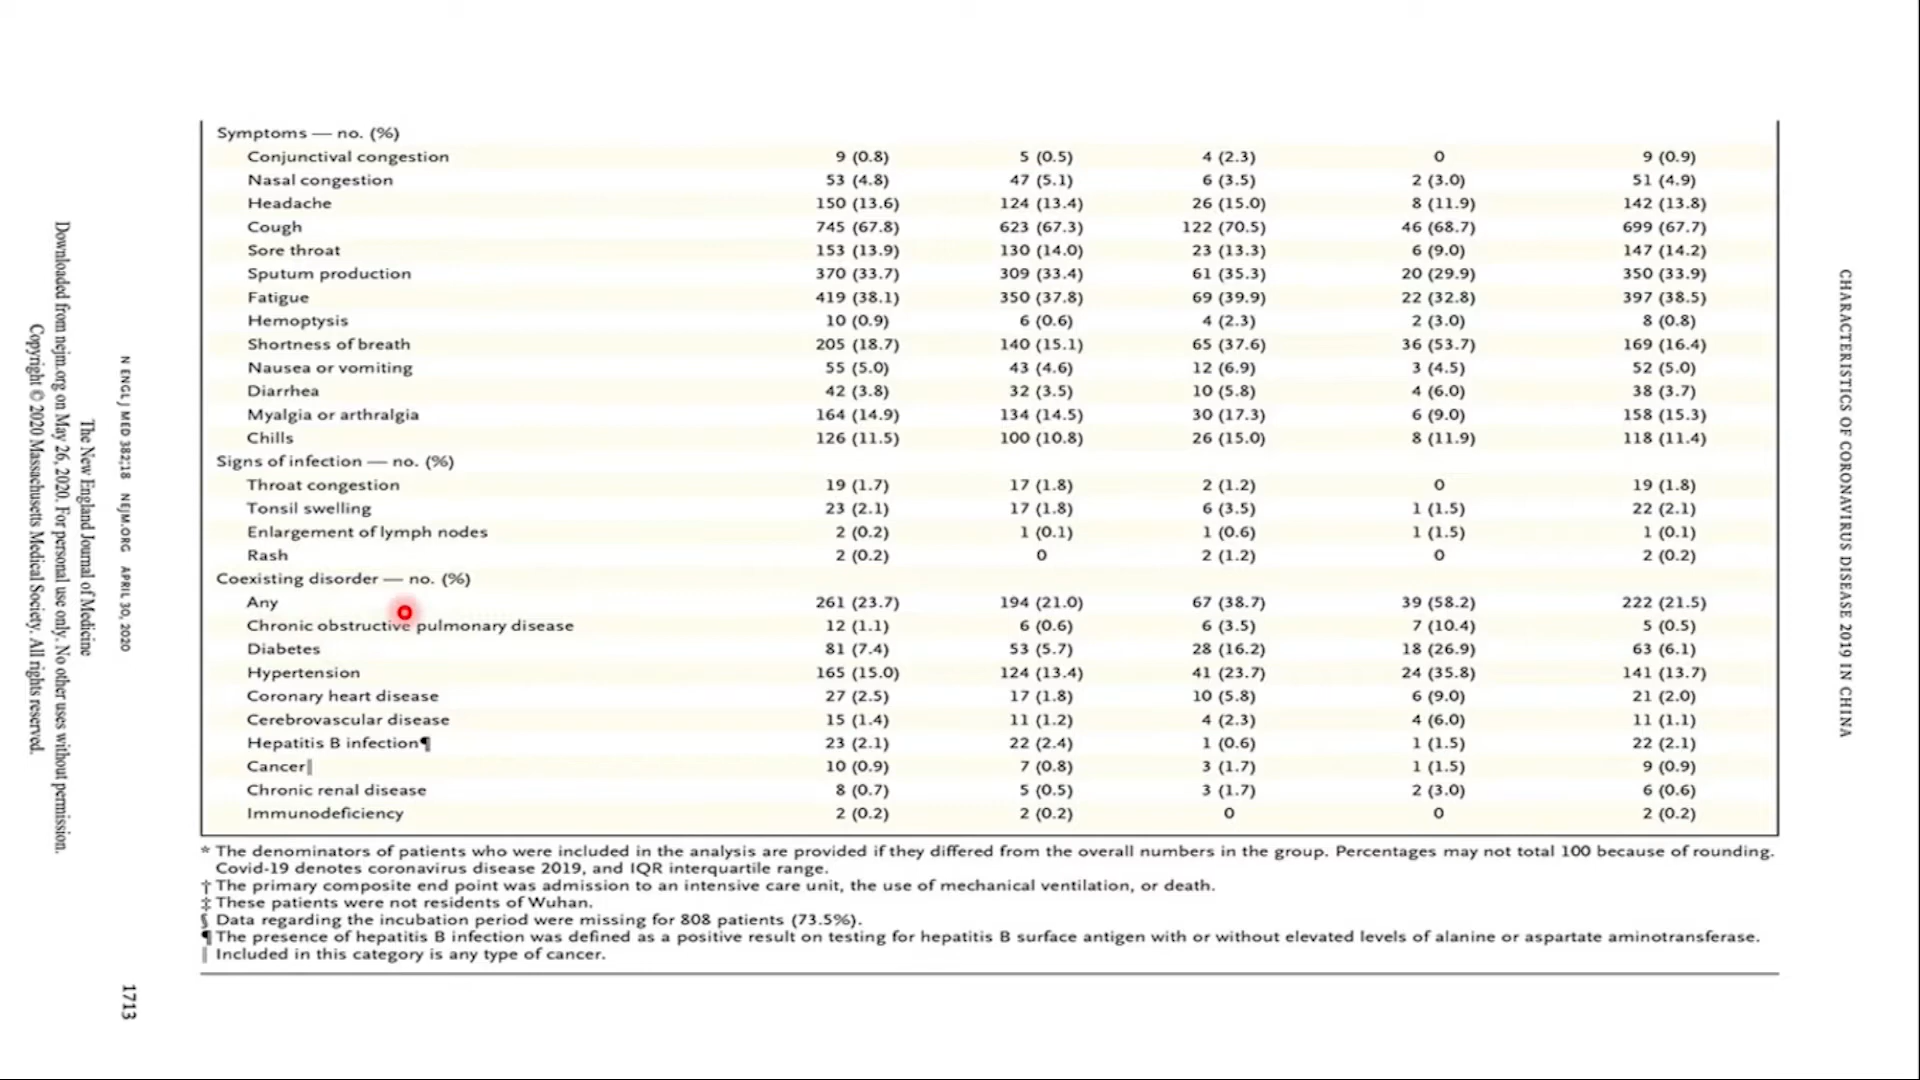 Symptoms — no. (%)
Conjunctival congestion 9 (0.8) 5 (0.5) 4 (2.3) 0 9 (0.9)
Nasal congestion 53 (4.8) 47 (5.1) 6 (3.5) 2 (3.0) 51 (4.9)
Headache 150 (13.6) 124 (13.4) 26 (15.0) 8 (11.9) 142 (13.8)
Cough 745 (67.8) 623 (67.3) 122 (70.5) 46 (68.7) 699 (67.7)
Sore throat 153 (13.9) 130 (14.0) 23 (13.3) 6 (9.0) 147 (14.2)
Sputum production 370 (33.7) 309 (33.4) 61 (35.3) 20 (29.9) 350 (33.9)
Fatigue 419 (38.1) 350 (37.8) 69 (39.9) 22 (32.8) 397 (38.5)
Hemoptysis 10 (0.9) 6 (0.6) 4 (2.3) 2 (3.0) 8 (0.8)
Shortness of breath 205 (18.7) 140 (15.1) 65 (37.6) 36 (53.7) 169 (16.4)
Nausea or vomiting 55 (5.0) 43 (4.6) 12 (6.9) 3 (4.5) 52 (5.0)
Diarrhea 42 (3.8) 32 (3.5) 10 (5.8) 4 (6.0) 38 (3.7)
Myalgia or arthralgia 164 (14.9) 134 (14.5) 30 (17.3) 6 (9.0) 158 (15.3)
Chills 126 (11.5) 100 (10.8) 26 (15.0) 8 (11.9) 118 (11.4)
Signs of infection — no. (%)
Throat congestion 19 (1.7) 17 (1.8) 2 (1.2) 0 19 (1.8)
Tonsil swelling 23 (2.1) 17 (1.8) 6 (3.5) 1 (1.5) 22 (2.1)
Enlargement of lymph nodes 2 (0.2) 1 (0.1) 1 (0.6) 1 (1.5) 1 (0.1)
Rash 2 (0.2) 0 2 (1.2) 0 2 (0.2)
Coexisting disorder — no. (%)
Any 261 (23.7) 194 (21.0) 67 (38.7) 39 (58.2) 222 (21.5)
Chronic obstructive pulmonary disease 12 (1.1) 6 (0.6) 6 (3.5) 7 (10.4) 5 (0.5)
Diabetes 81 (7.4) 53 (5.7) 28 (16.2) 18 (26.9) 63 (6.1)
Hypertension 165 (15.0) 124 (13.4) 41 (23.7) 24 (35.8) 141 (13.7)
Coronary heart disease 27 (2.5) 17 (1.8) 10 (5.8) 6 (9.0) 21 (2.0)
Cerebrovascular disease 15 (1.4) 11 (1.2) 4 (2.3) 4 (6.0) 11 (1.1)
Hepatitis B infection¶ 23 (2.1) 22 (2.4) 1 (0.6) 1 (1.5) 22 (2.1)
Cancer‖ 10 (0.9) 7 (0.8) 3 (1.7) 1 (1.5) 9 (0.9)
Chronic renal disease 8 (0.7) 5 (0.5) 3 (1.7) 2 (3.0) 6 (0.6)
Immunodeficiency 2 (0.2) 2 (0.2) 0 0 2 (0.2)
* The denominators of patients who were included in the analysis are provided if they differed from the overall numbers in the group. Percentages may not total 100 because of rounding.
Covid-19 denotes coronavirus disease 2019, and IQR interquartile range.
† The primary composite end point was admission to an intensive care unit, the use of mechanical ventilation, or death.
‡ These patients were not residents of Wuhan.
§ Data regarding the incubation period were missing for 808 patients (73.5%).
¶ The presence of hepatitis B infection was defined as a positive result on testing for hepatitis B surface antigen with or without elevated levels of alanine or aspartate aminotransferase.
‖ Included in this category is any type of cancer.
CHARACTERISTICS OF CORONAVIRUS DISEASE 2019 IN CHINA
N ENGL J MED 382;18 NEJM.ORG APRIL 30, 2020
1713
The New England Journal of Medicine
Downloaded from nejm.org on May 26, 2020. For personal use only. No other uses without permission.
Copyright © 2020 Massachusetts Medical Society. All rights reserved.